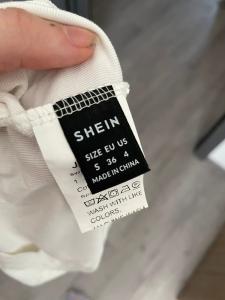 SHEIN
SIZE EU US
S 36 4
MADE IN CHINA
WASH WITH LIKE
COLORS.